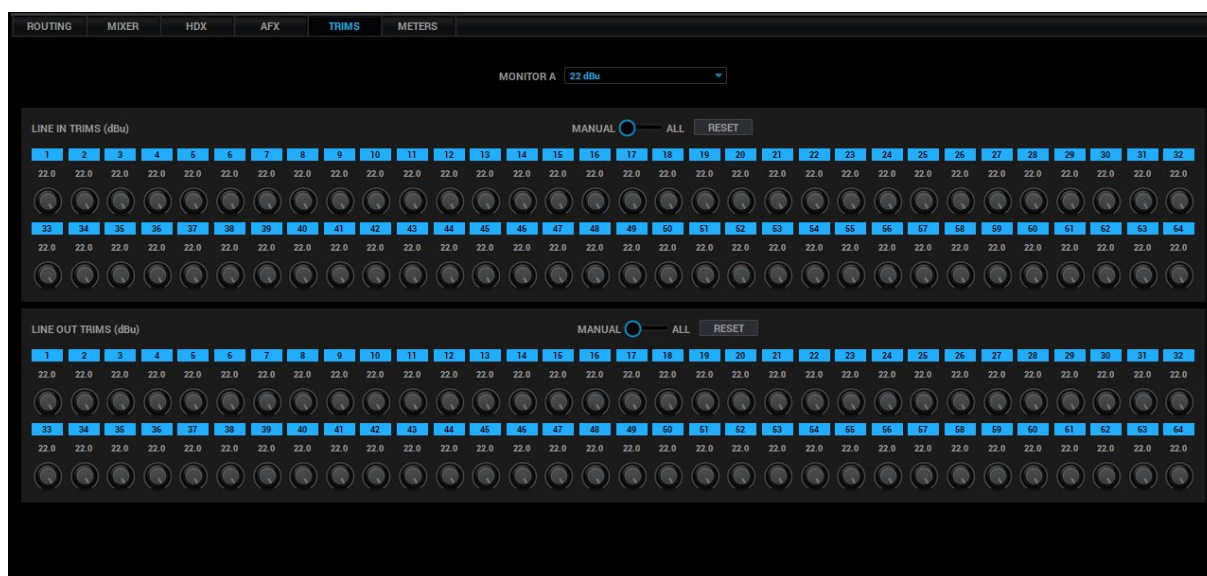 ROUTING MIXER HDX AFX TRIMS METERS
MONITOR A 22 dBu
LINE IN TRIMS (dBu) MANUAL ALL RESET
1 2 3 4 5 6 7 8 9 10 11 12 13 14 15 16 17 18 19 20 21 22 23 24 25 26 27 28 29 30 31 32
22.0 22.0 22.0 22.0 22.0 22.0 22.0 22.0 22.0 22.0 22.0 22.0 22.0 22.0 22.0 22.0 22.0 22.0 22.0 22.0 22.0 22.0 22.0 22.0 22.0 22.0 22.0 22.0 22.0 22.0 22.0 22.0
33 34 35 36 37 38 39 40 41 42 43 44 45 46 47 48 49 50 51 52 53 54 55 56 57 58 59 60 61 62 63 64
22.0 22.0 22.0 22.0 22.0 22.0 22.0 22.0 22.0 22.0 22.0 22.0 22.0 22.0 22.0 22.0 22.0 22.0 22.0 22.0 22.0 22.0 22.0 22.0 22.0 22.0 22.0 22.0 22.0 22.0 22.0 22.0
LINE OUT TRIMS (dBu) MANUAL ALL RESET
1 2 3 4 5 6 7 8 9 10 11 12 13 14 15 16 17 18 19 20 21 22 23 24 25 26 27 28 29 30 31 32
22.0 22.0 22.0 22.0 22.0 22.0 22.0 22.0 22.0 22.0 22.0 22.0 22.0 22.0 22.0 22.0 22.0 22.0 22.0 22.0 22.0 22.0 22.0 22.0 22.0 22.0 22.0 22.0 22.0 22.0 22.0 22.0
33 34 35 36 37 38 39 40 41 42 43 44 45 46 47 48 49 50 51 52 53 54 55 56 57 58 59 60 61 62 63 64
22.0 22.0 22.0 22.0 22.0 22.0 22.0 22.0 22.0 22.0 22.0 22.0 22.0 22.0 22.0 22.0 22.0 22.0 22.0 22.0 22.0 22.0 22.0 22.0 22.0 22.0 22.0 22.0 22.0 22.0 22.0 22.0